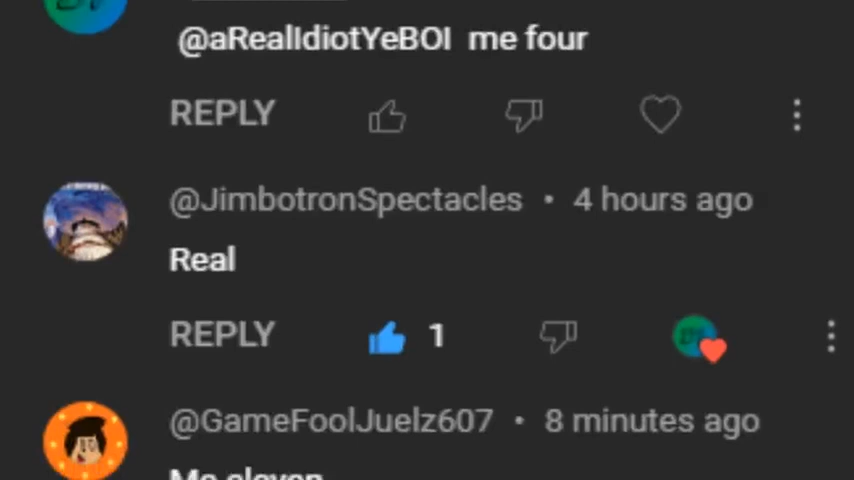 @aRealIdiotYeBOI me four
REPLY
@JimbotronSpectacles • 4 hours ago
Real
REPLY 1
@GameFoolJuelz607 • 8 minutes ago
Me eleven